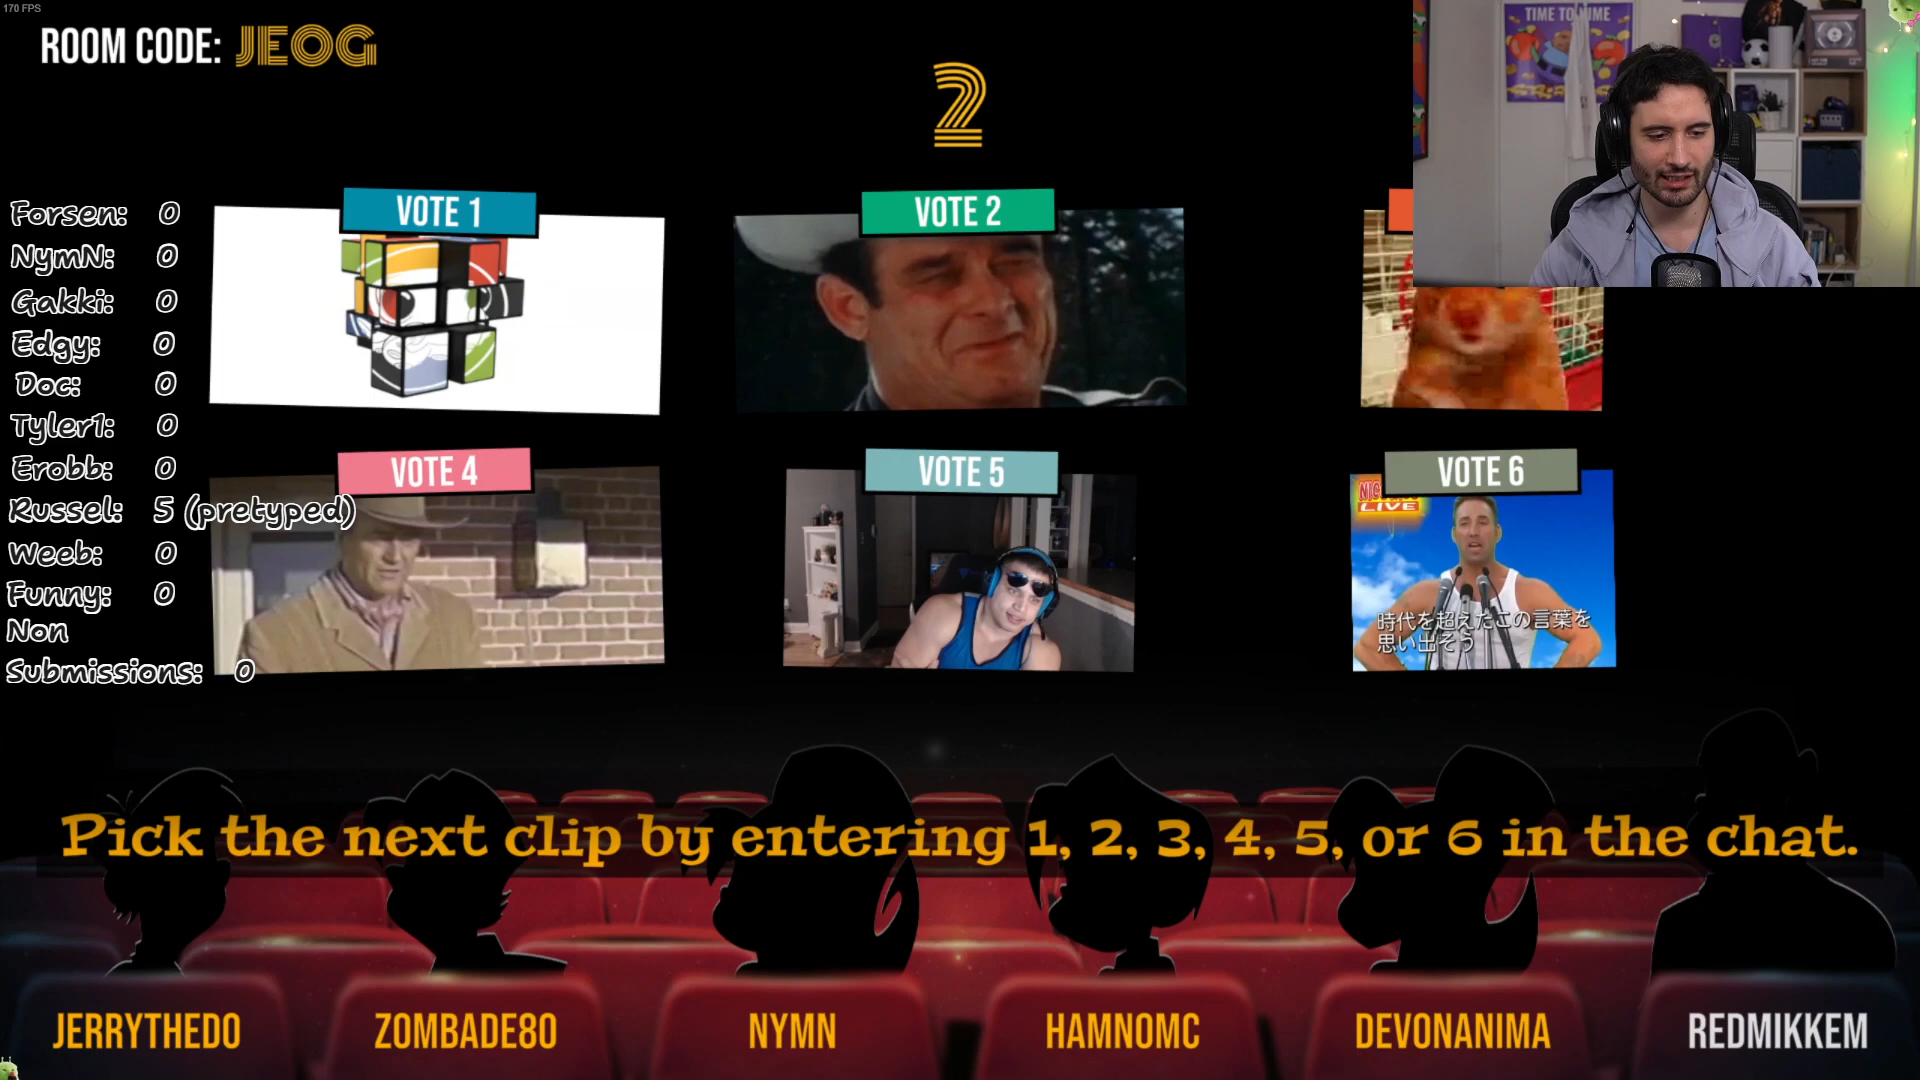 170 FPS
ROOM CODE: JEOG
2
TIME TO MIME
VOTE 1
VOTE 2
Forsen: 0
NymN: 0
Gakki: 0
Edgy: 0
Doc: 0
Tyler1: 0
Erobb: 0
Russel: 5 (pretyped)
Weeb: 0
Funny: 0
Non
Submissions: 0
VOTE 4
VOTE 5
VOTE 6
LIVE
時代を超えたこの言葉を
思い出そう
Pick the next clip by entering 1, 2, 3, 4, 5, or 6 in the chat.
JERRYTHEDO
ZOMBADE80
NYMN
HAMNOMC
DEVONANIMA
REDMIKKEM